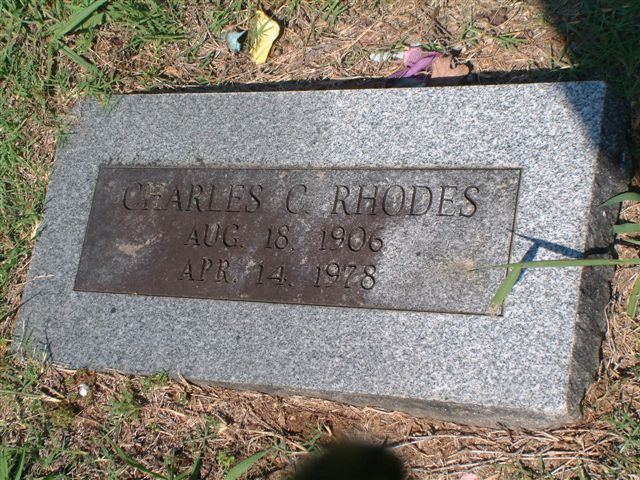 CHARLES C. RHODES
AUG. 18, 1906
APR. 14, 1978